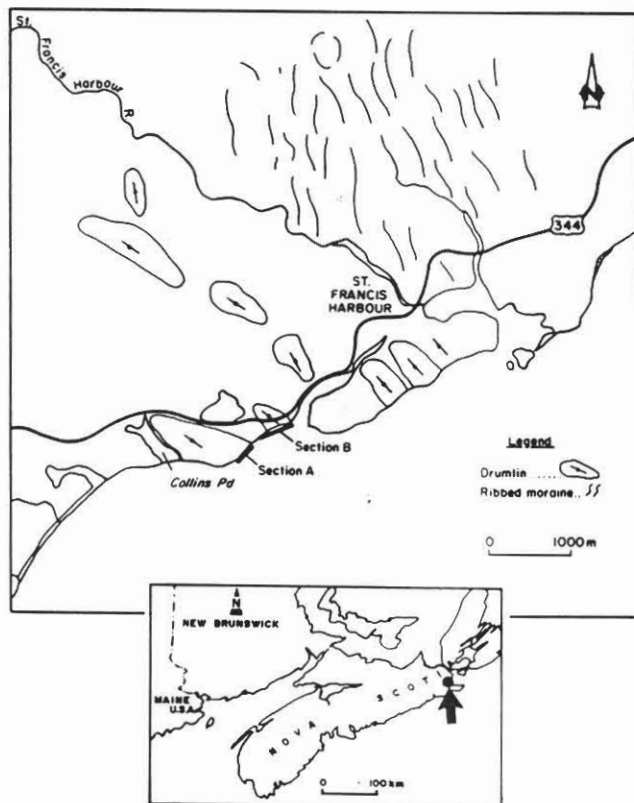 St.
Francis
Harbour
R.
N
344
ST.
FRANCIS
HARBOUR
Section B
Section A
Collins Pd
Legend
Drumlin .....
Ribbed moraine..
0 1000 m
N
NEW BRUNSWICK
MAINE
U.S.A.
NOVA SCOTI
0 100 km